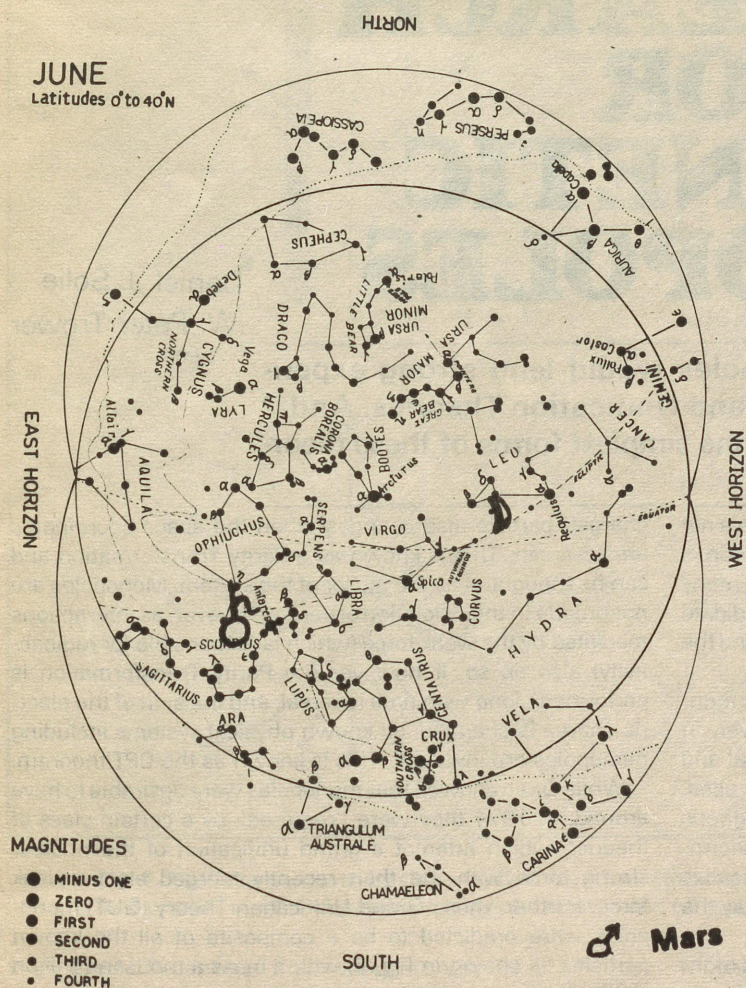 NORTH
JUNE
Latitudes 0° to 40°N
CASSIOPEIA
PERSEUS
Capella
AURIGA
CEPHEUS
Polaris
LITTLE BEAR
URSA MINOR
DRACO
Deneb
CYGNUS
NORTHERN CROSS
Vega
LYRA
URSA MAJOR
GREAT BEAR
Castor
Pollux
GEMINI
CANCER
HERCULES
CORONA BOREALIS
BOOTES
Arcturus
LEO
Regulus
ECLIPTIC
EQUATOR
Altair
AQUILA
EAST HORIZON
WEST HORIZON
OPHIUCHUS
SERPENS
VIRGO
Spica
CORVUS
HYDRA
LIBRA
Antares
SCORPIUS
SAGITTARIUS
LUPUS
CENTAURUS
ARA
CRUX
SOUTHERN CROSS
VELA
CARINA
α TRIANGULUM AUSTRALE
GHAMAELEON
MAGNITUDES
MINUS ONE
ZERO
FIRST
SECOND
THIRD
FOURTH
SOUTH
♂ Mars